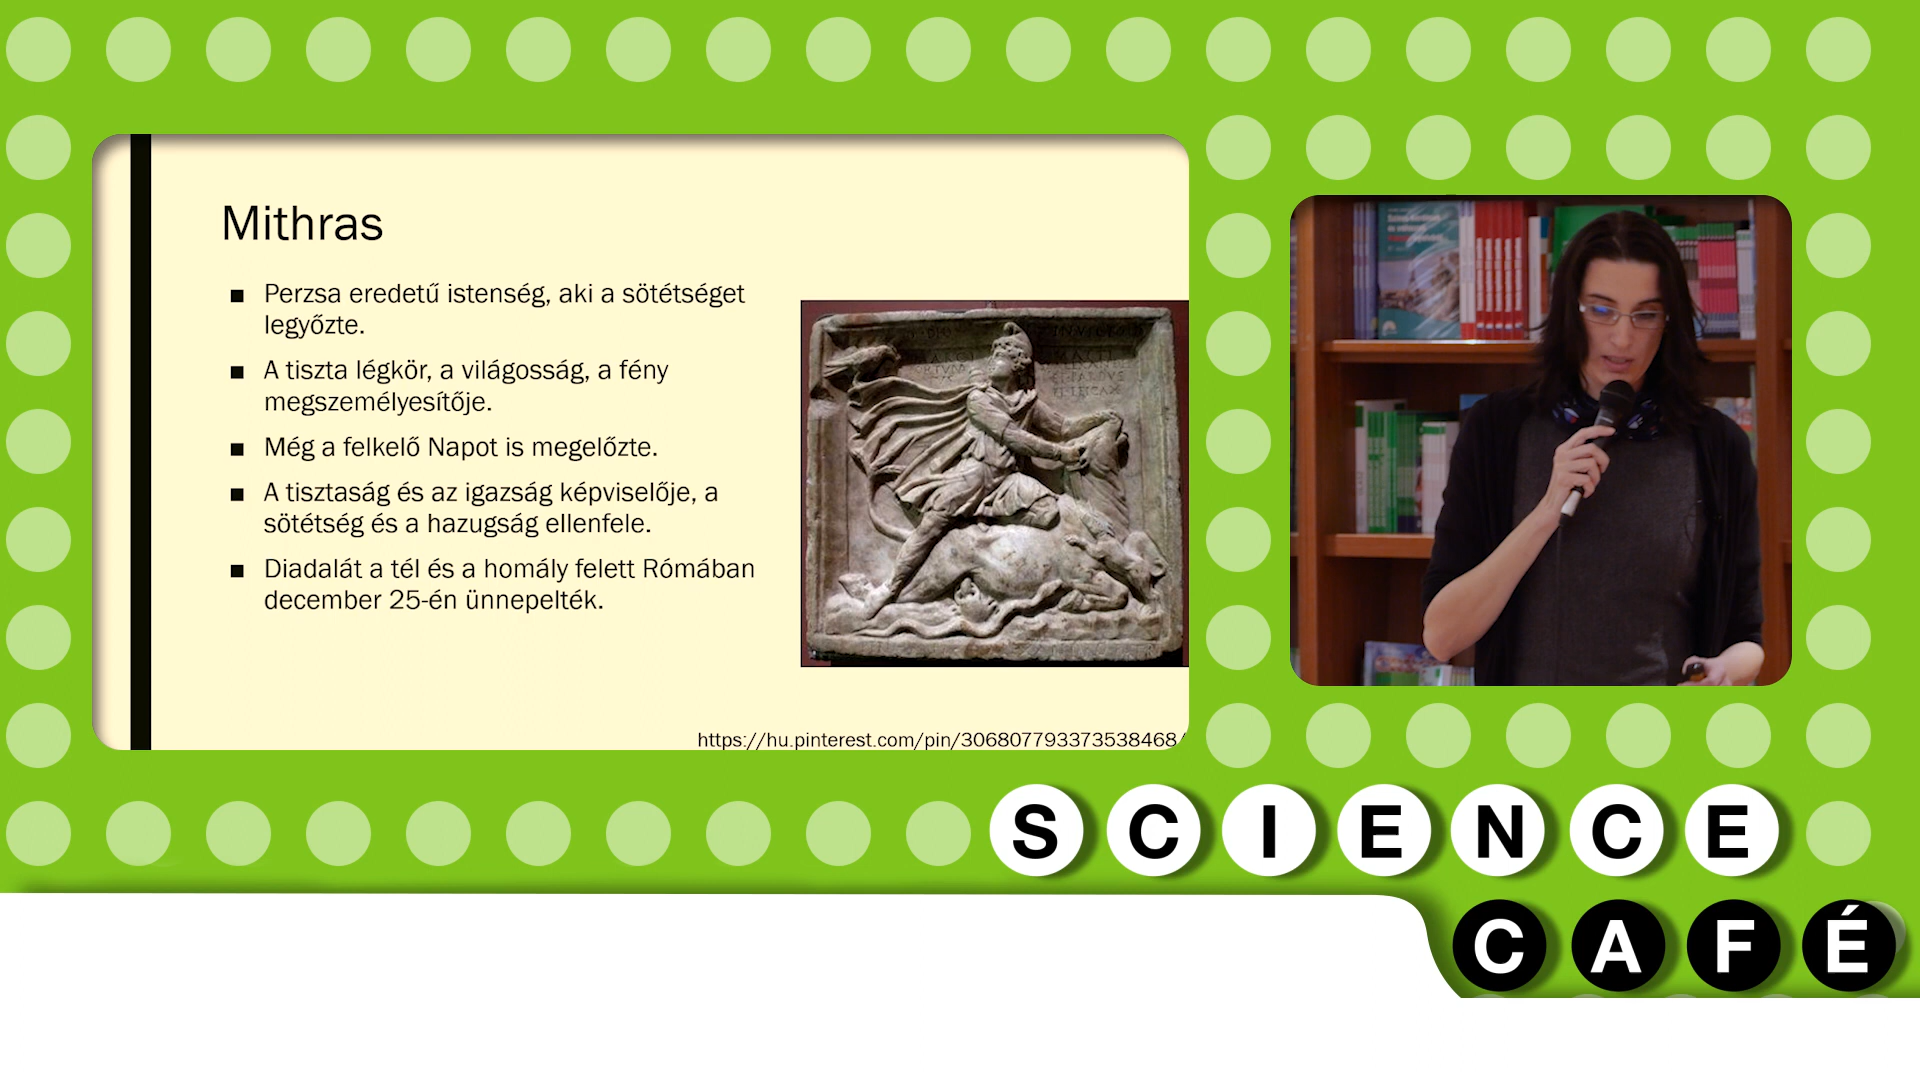 Mithras
■ Perzsa eredetű istenség, aki a sötétséget
legyőzte.
■ A tiszta légkör, a világosság, a fény
megszemélyesítője.
■ Még a felkelő Napot is megelőzte.
■ A tisztaság és az igazság képviselője, a
sötétség és a hazugság ellenfele.
■ Diadalát a tél és a homály felett Rómában
december 25-én ünnepelték.
https://hu.pinterest.com/pin/306807793373538468/
SCIENCE
CAFÉ